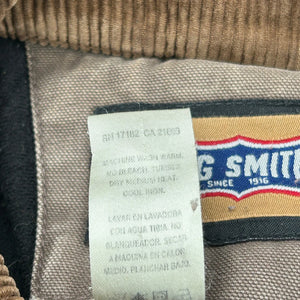 RN 17182 CA 21603
MACHINE WASH WARM.
NO BLEACH. TUMBLE
DRY MEDIUM HEAT.
COOL IRON.
LAVAR EN LAVADORA
CON AGUA TIBIA. NO
BLANQUEADOR. SECAR
A MAQUINA EN CALOR
MEDIO. PLANCHAR BAJO.
G SMITH
SINCE 1916